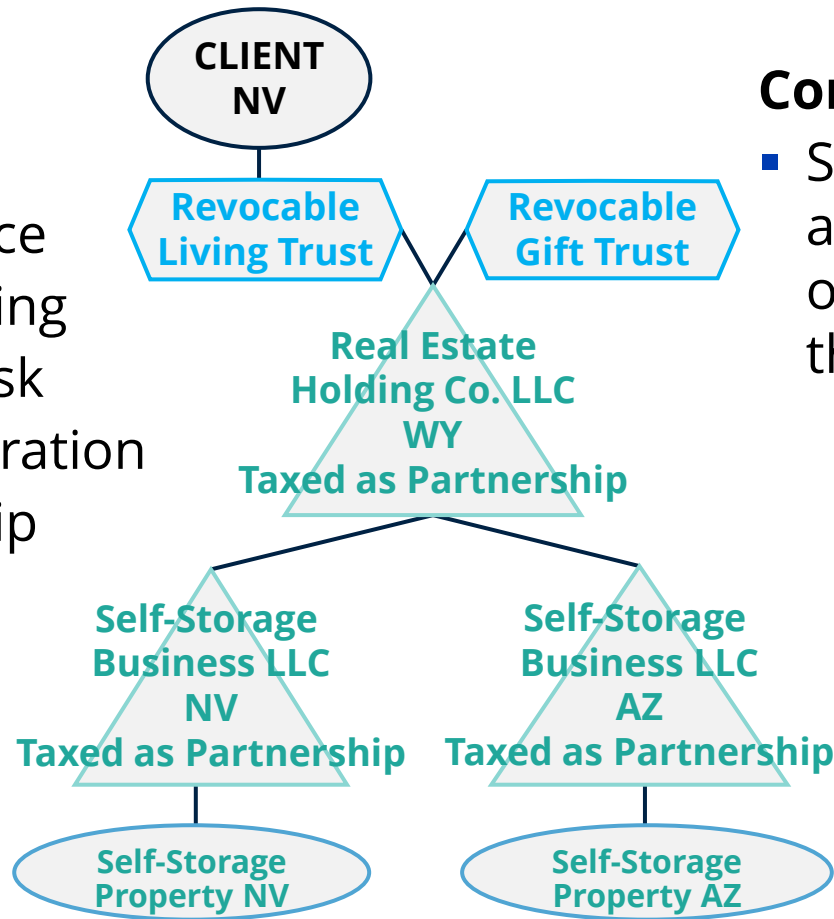 CLIENT
NV
Revocable
Living Trust
Revocable
Gift Trust
Real Estate
Holding Co. LLC
WY
Taxed as Partnership
Self-Storage
Business LLC
NV
Taxed as Partnership
Self-Storage
Business LLC
AZ
Taxed as Partnership
Self-Storage
Property NV
Self-Storage
Property AZ